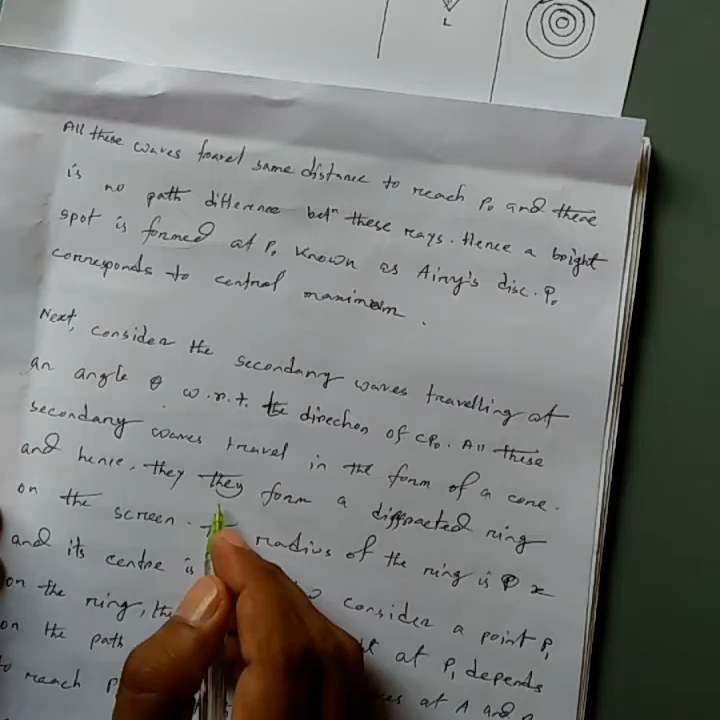 L
All these waves travel same distance to reach P₀ and there
is no path difference betⁿ these rays. Hence a bright
spot is formed at P₀ known as Airy's disc. P₀
corresponds to central maximum.
Next, consider the secondary waves travelling at
an angle θ w.r.t. the direction of CP₀. All these
secondary waves travel in the form of a cone.
and hence, they they form a diffracted ring
on the screen. radius of the ring is x
and its centre is consider a point P₁
on the ring, at P₁ depends
on the path at A and
to reach